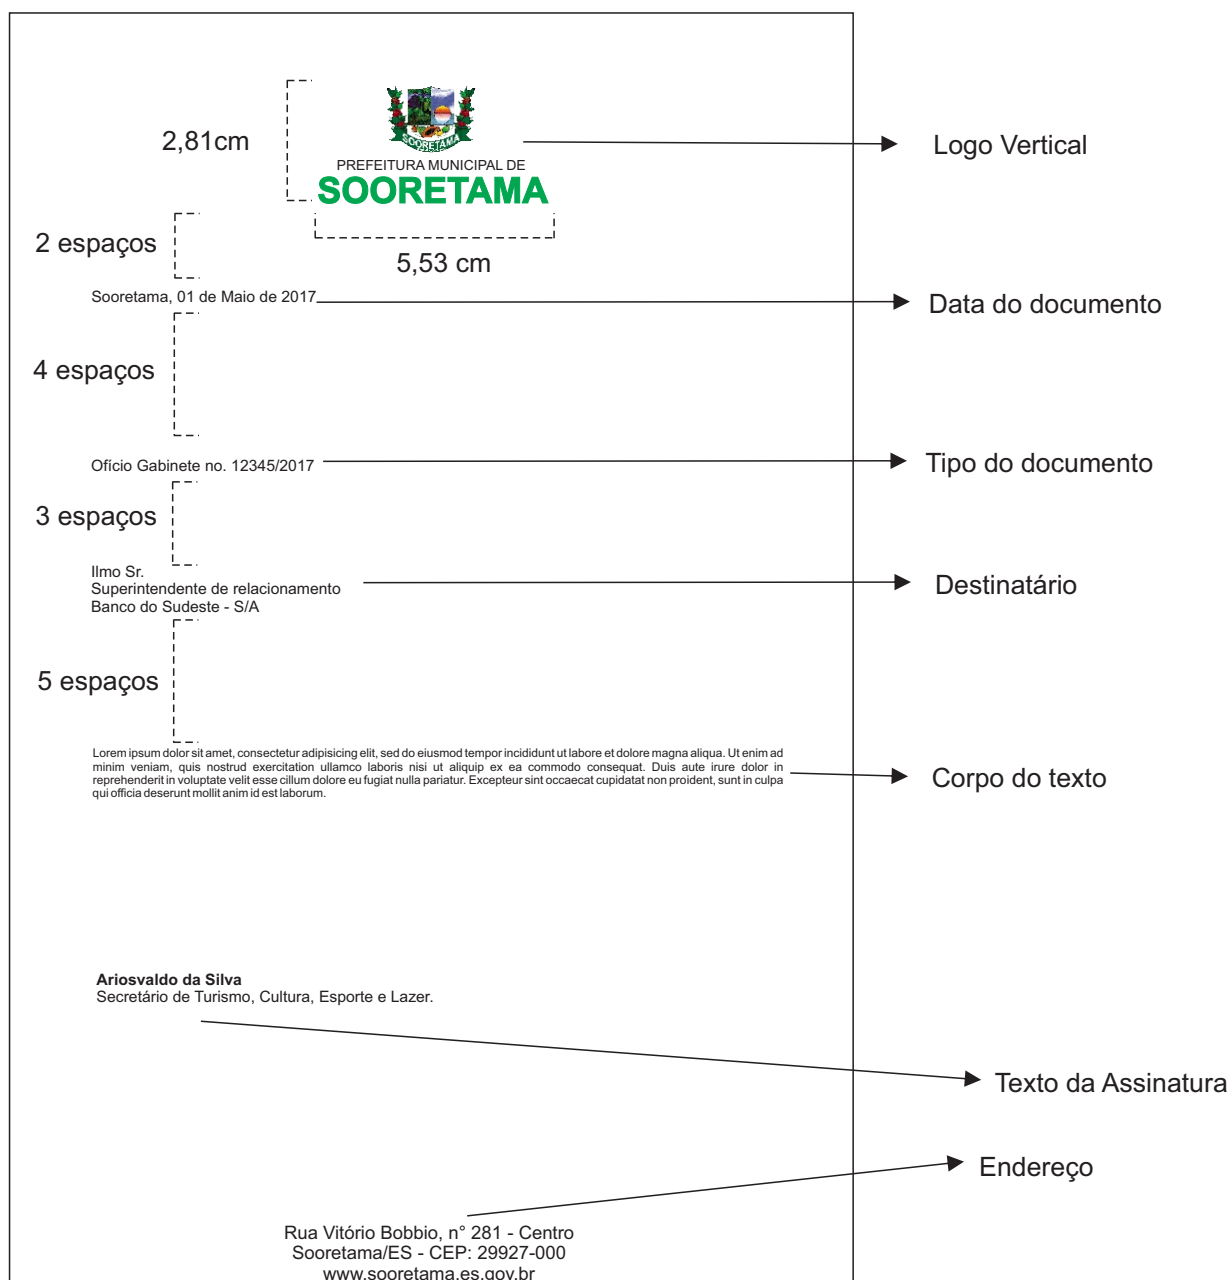 2,81cm
SOORETAMA
PREFEITURA MUNICIPAL DE
SOORETAMA
Logo Vertical
2 espaços
5,53 cm
Sooretama, 01 de Maio de 2017
Data do documento
4 espaços
Ofício Gabinete no. 12345/2017
Tipo do documento
3 espaços
Ilmo Sr.
Superintendente de relacionamento
Banco do Sudeste - S/A
Destinatário
5 espaços
Lorem ipsum dolor sit amet, consectetur adipisicing elit, sed do eiusmod tempor incididunt ut labore et dolore magna aliqua. Ut enim ad
minim veniam, quis nostrud exercitation ullamco laboris nisi ut aliquip ex ea commodo consequat. Duis aute irure dolor in
reprehenderit in voluptate velit esse cillum dolore eu fugiat nulla pariatur. Excepteur sint occaecat cupidatat non proident, sunt in culpa
qui officia deserunt mollit anim id est laborum.
Corpo do texto
Ariosvaldo da Silva
Secretário de Turismo, Cultura, Esporte e Lazer.
Texto da Assinatura
Endereço
Rua Vitório Bobbio, n° 281 - Centro
Sooretama/ES - CEP: 29927-000
www.sooretama.es.gov.br